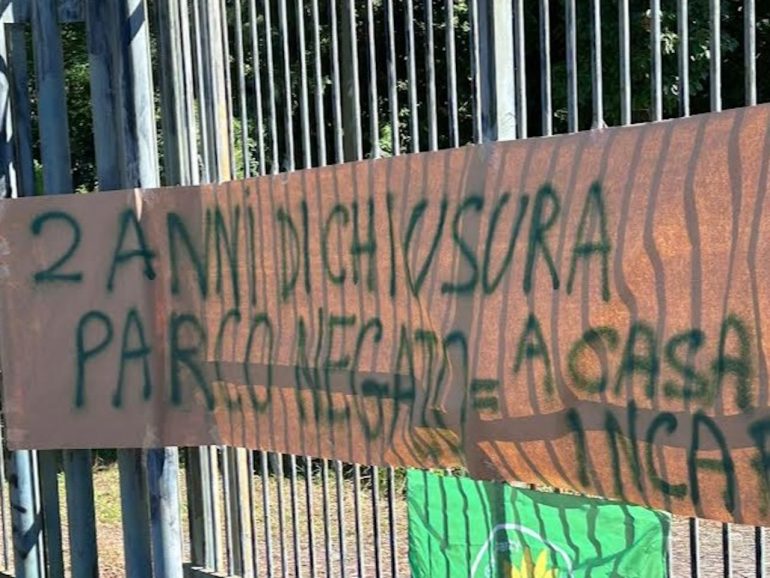 2 ANNI DI CHIUSURA
PARCO NEGATO = A CASA
INCA